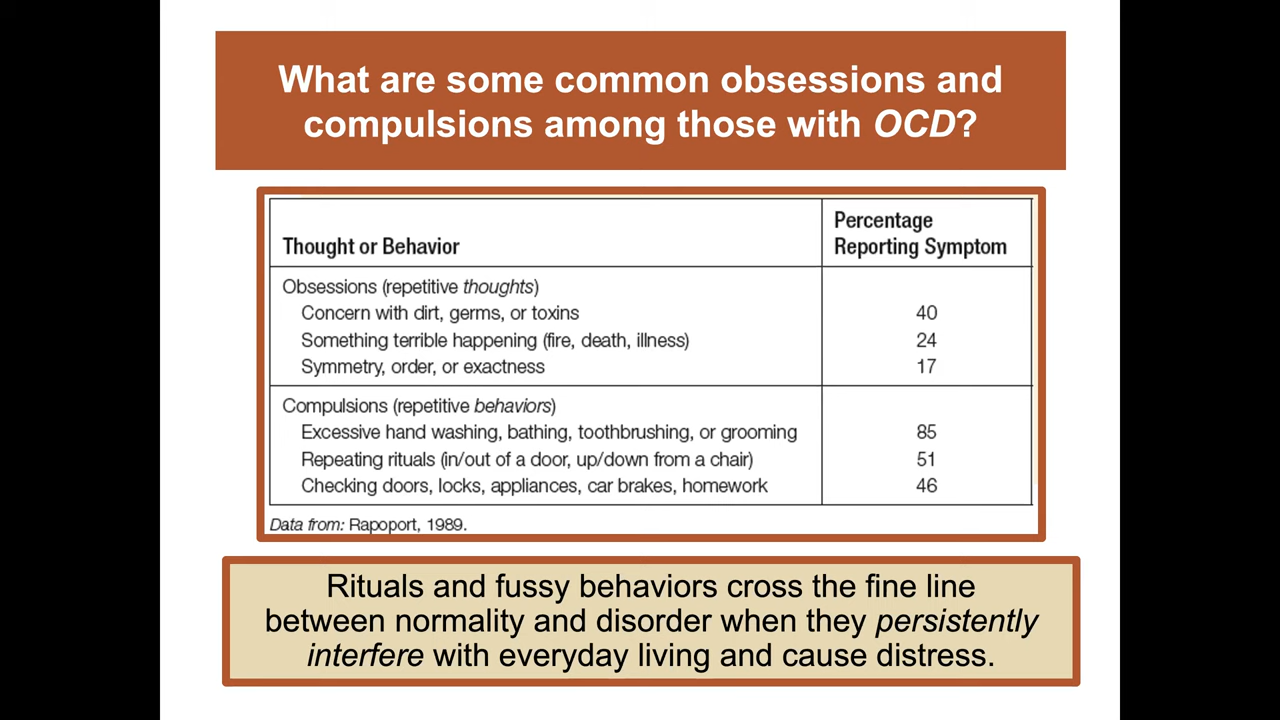 What are some common obsessions and
compulsions among those with OCD?
Thought or Behavior
Percentage
Reporting Symptom
Obsessions (repetitive thoughts)
Concern with dirt, germs, or toxins 40
Something terrible happening (fire, death, illness) 24
Symmetry, order, or exactness 17
Compulsions (repetitive behaviors)
Excessive hand washing, bathing, toothbrushing, or grooming 85
Repeating rituals (in/out of a door, up/down from a chair) 51
Checking doors, locks, appliances, car brakes, homework 46
Data from: Rapoport, 1989.
Rituals and fussy behaviors cross the fine line
between normality and disorder when they persistently
interfere with everyday living and cause distress.